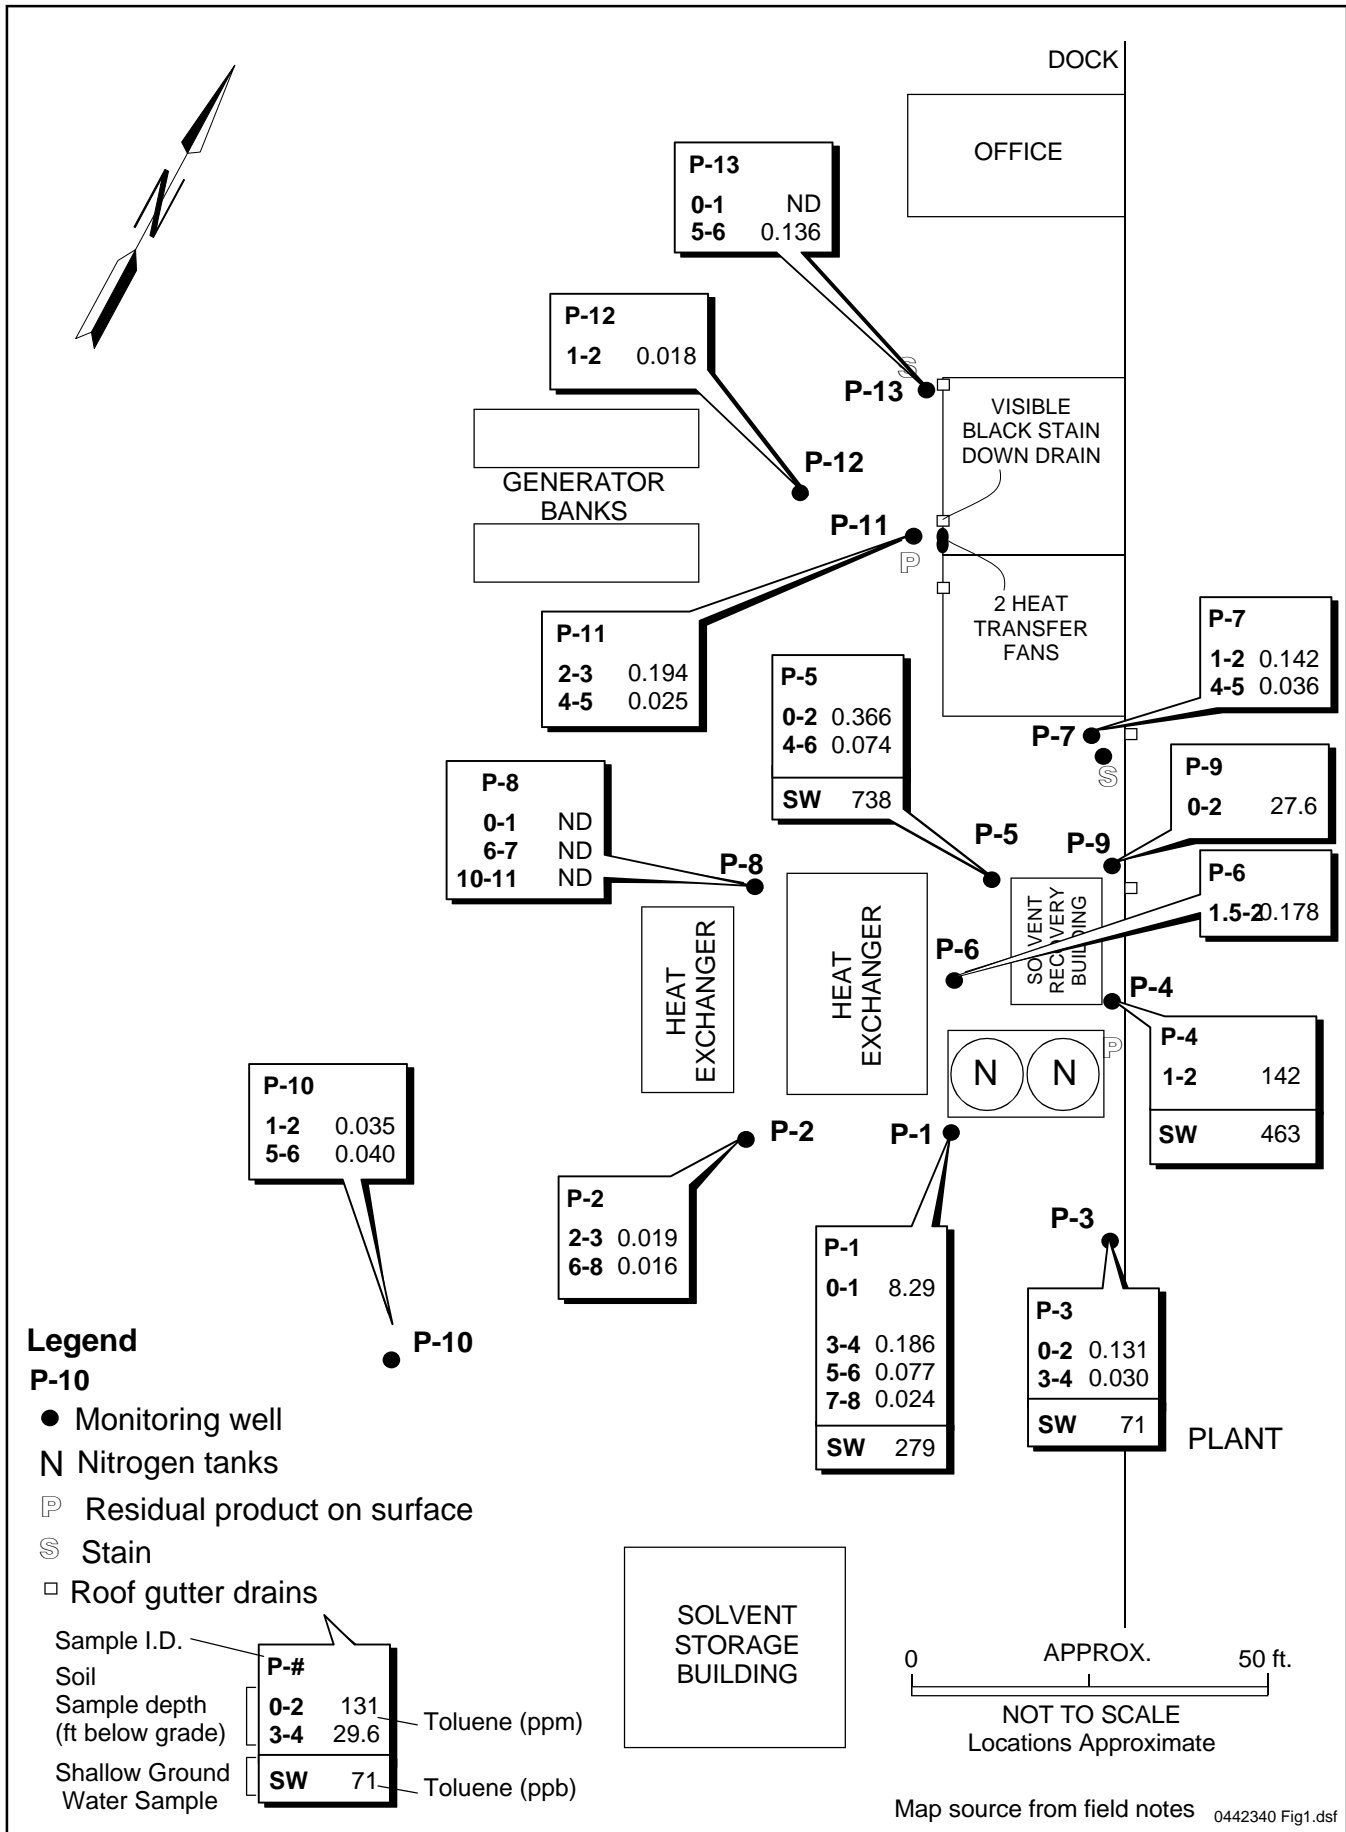 DOCK
OFFICE
N
P-13
0-1 ND
5-6 0.136
P-12
1-2 0.018
S
P-13
VISIBLE
BLACK STAIN
DOWN DRAIN
P-12
GENERATOR
BANKS
P-11
P
2 HEAT
TRANSFER
FANS
P-11
2-3 0.194
4-5 0.025
P-7
1-2 0.142
4-5 0.036
P-5
0-2 0.366
4-6 0.074
SW 738
P-7
S
P-9
0-2 27.6
P-8
0-1 ND
6-7 ND
10-11 ND
P-8
P-5
P-9
P-6
1.5-2 0.178
HEAT
EXCHANGER
HEAT
EXCHANGER
P-6
SOLVENT
RECOVERY
BUILDING
P-4
P
P-4
1-2 142
SW 463
N N
P-10
1-2 0.035
5-6 0.040
P-2
P-1
P-2
2-3 0.019
6-8 0.016
P-3
P-1
0-1 8.29
3-4 0.186
5-6 0.077
7-8 0.024
SW 279
P-3
0-2 0.131
3-4 0.030
SW 71
PLANT
P-10
Legend
P-10
Monitoring well
N Nitrogen tanks
P Residual product on surface
S Stain
Roof gutter drains
Sample I.D.
Soil
Sample depth
(ft below grade)
Shallow Ground
Water Sample
P-#
0-2 131
3-4 29.6
SW 71
Toluene (ppm)
Toluene (ppb)
SOLVENT
STORAGE
BUILDING
0 APPROX. 50 ft.
NOT TO SCALE
Locations Approximate
Map source from field notes 0442340 Fig1.dsf